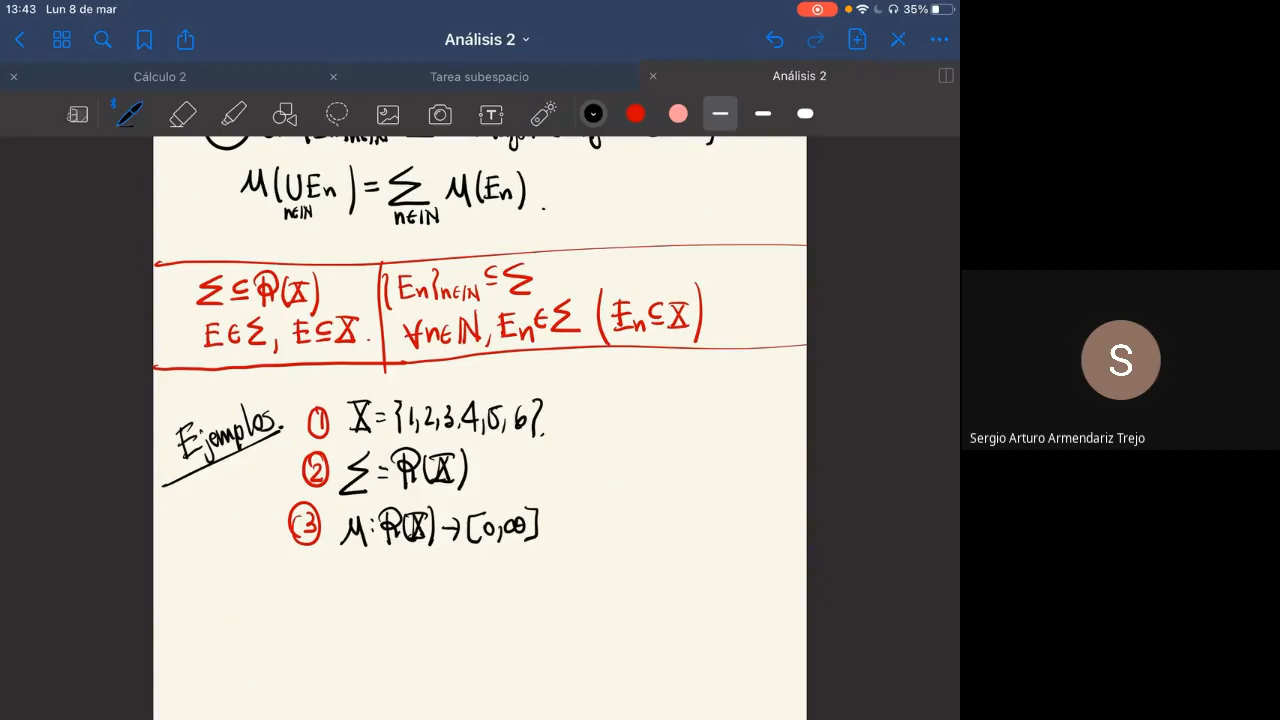 13:43 Lun 8 de mar 35%
Análisis 2
Cálculo 2 Tarea subespacio Análisis 2
μ(∪En) = Σ μ(En).
n∈ℕ n∈ℕ
Σ ⊆ ℙ(X) {En}n∈ℕ ⊆ Σ
E ∈ Σ, E ⊆ X. ∀n∈ℕ, En ∈ Σ (En ⊆ X)
Ejemplos. ① X = {1,2,3,4,5,6}.
② Σ = ℙ(X)
③ μ: ℙ(X) → [0,∞]
S
Sergio Arturo Armendariz Trejo